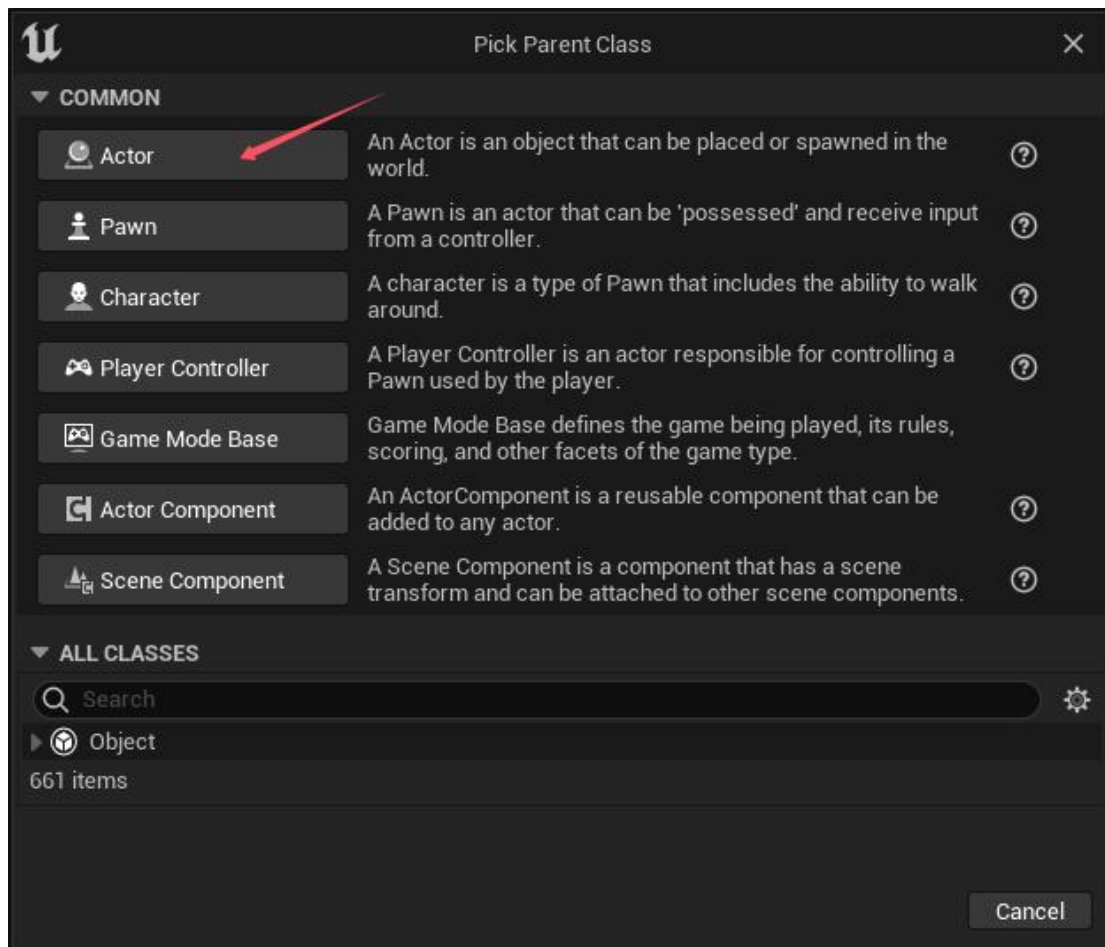 Pick Parent Class
COMMON
Actor
An Actor is an object that can be placed or spawned in the
world.
Pawn
A Pawn is an actor that can be 'possessed' and receive input
from a controller.
Character
A character is a type of Pawn that includes the ability to walk
around.
Player Controller
A Player Controller is an actor responsible for controlling a
Pawn used by the player.
Game Mode Base
Game Mode Base defines the game being played, its rules,
scoring, and other facets of the game type.
Actor Component
An ActorComponent is a reusable component that can be
added to any actor.
Scene Component
A Scene Component is a component that has a scene
transform and can be attached to other scene components.
ALL CLASSES
Search
Object
661 items
Cancel